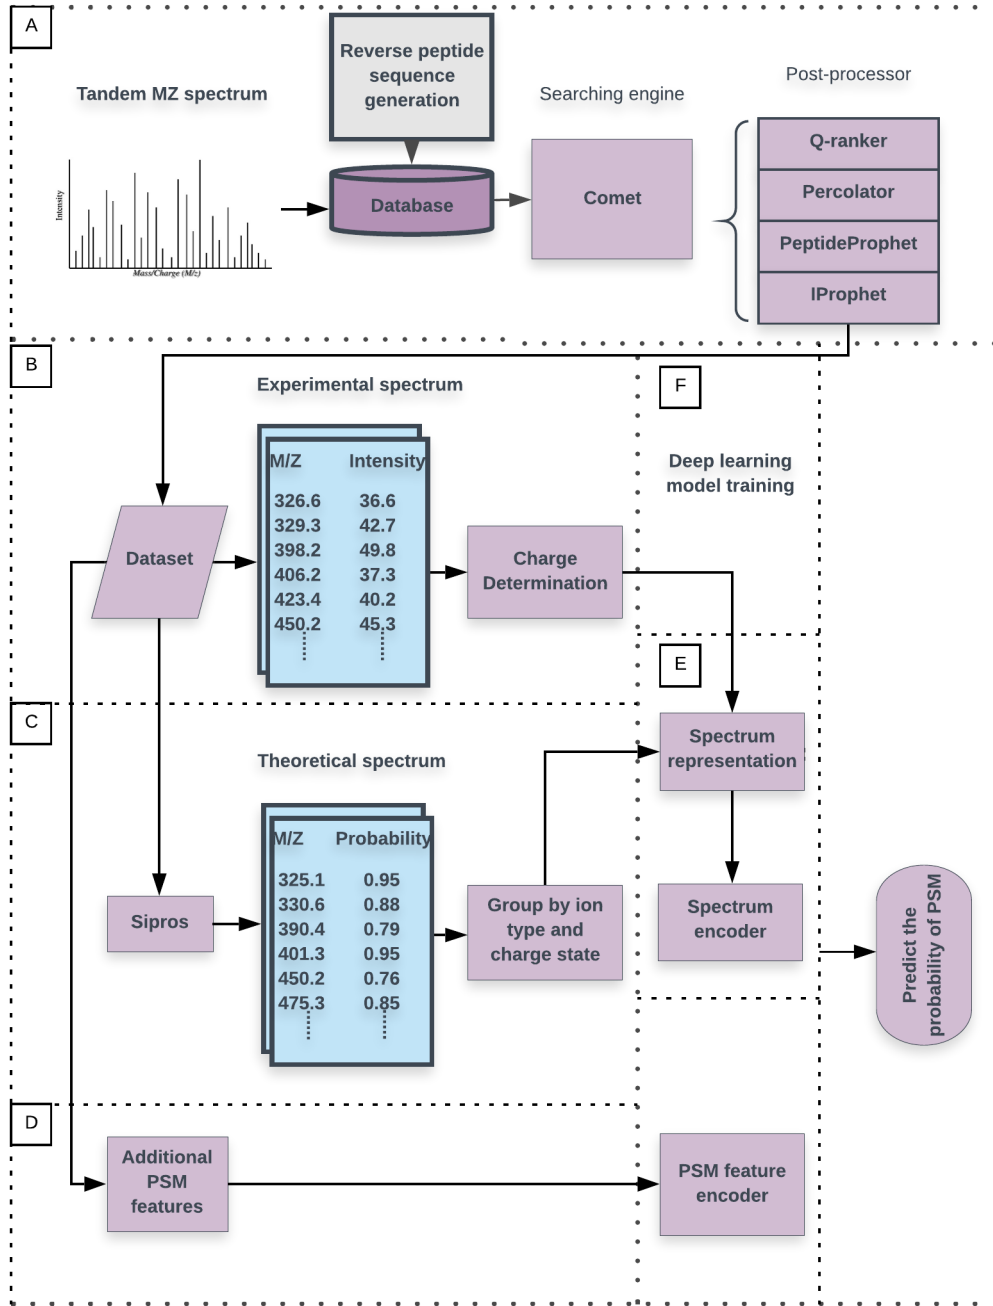 A
Reverse peptide
sequence
generation
Tandem MZ spectrum
Searching engine
Post-processor
Intensity
Mass/Charge (M/z)
Database
Comet
Q-ranker
Percolator
PeptideProphet
IProphet
B
Experimental spectrum
M/Z Intensity
326.6 36.6
329.3 42.7
398.2 49.8
406.2 37.3
423.4 40.2
450.2 45.3
Dataset
Charge
Determination
F
Deep learning
model training
E
Spectrum
representation
Spectrum
encoder
C
Theoretical spectrum
M/Z Probability
325.1 0.95
330.6 0.88
390.4 0.79
401.3 0.95
450.2 0.76
475.3 0.85
Sipros
Group by ion
type and
charge state
Predict the
probability of PSM
D
Additional
PSM
features
PSM feature
encoder